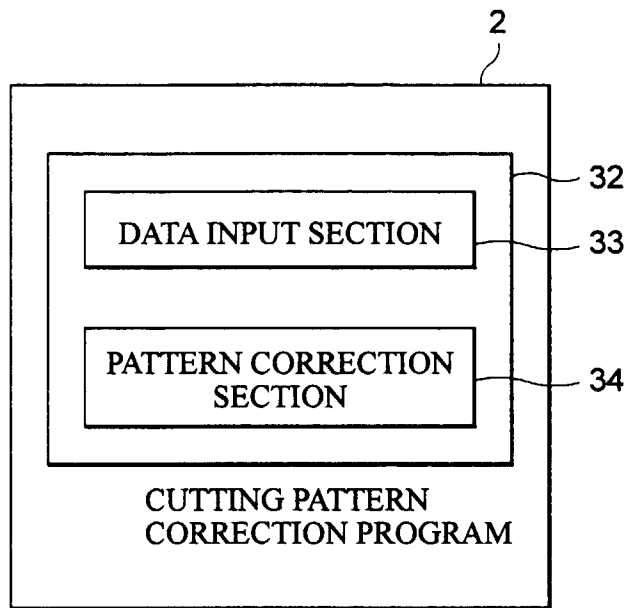 2
32
DATA INPUT SECTION
33
PATTERN CORRECTION
SECTION
34
CUTTING PATTERN
CORRECTION PROGRAM